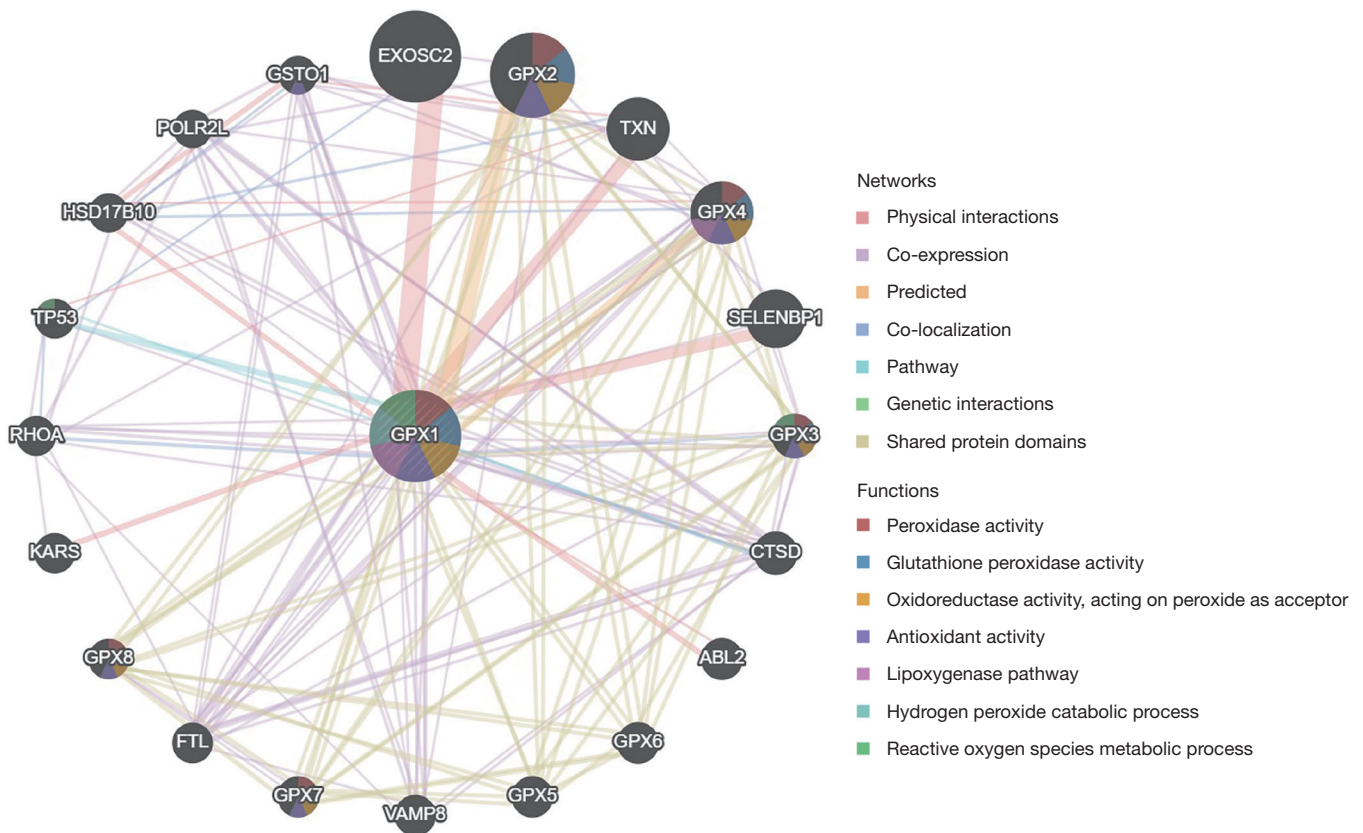 EXOSC2
GPX2
GSTO1
TXN
POLR2L
GPX4
HSD17B10
SELENBP1
TP53
GPX1
RHOA
GPX3
KARS
CTSD
GPX8
ABL2
FTL
GPX6
GPX7
GPX5
VAMP8
Networks
Physical interactions
Co-expression
Predicted
Co-localization
Pathway
Genetic interactions
Shared protein domains
Functions
Peroxidase activity
Glutathione peroxidase activity
Oxidoreductase activity, acting on peroxide as acceptor
Antioxidant activity
Lipoxygenase pathway
Hydrogen peroxide catabolic process
Reactive oxygen species metabolic process